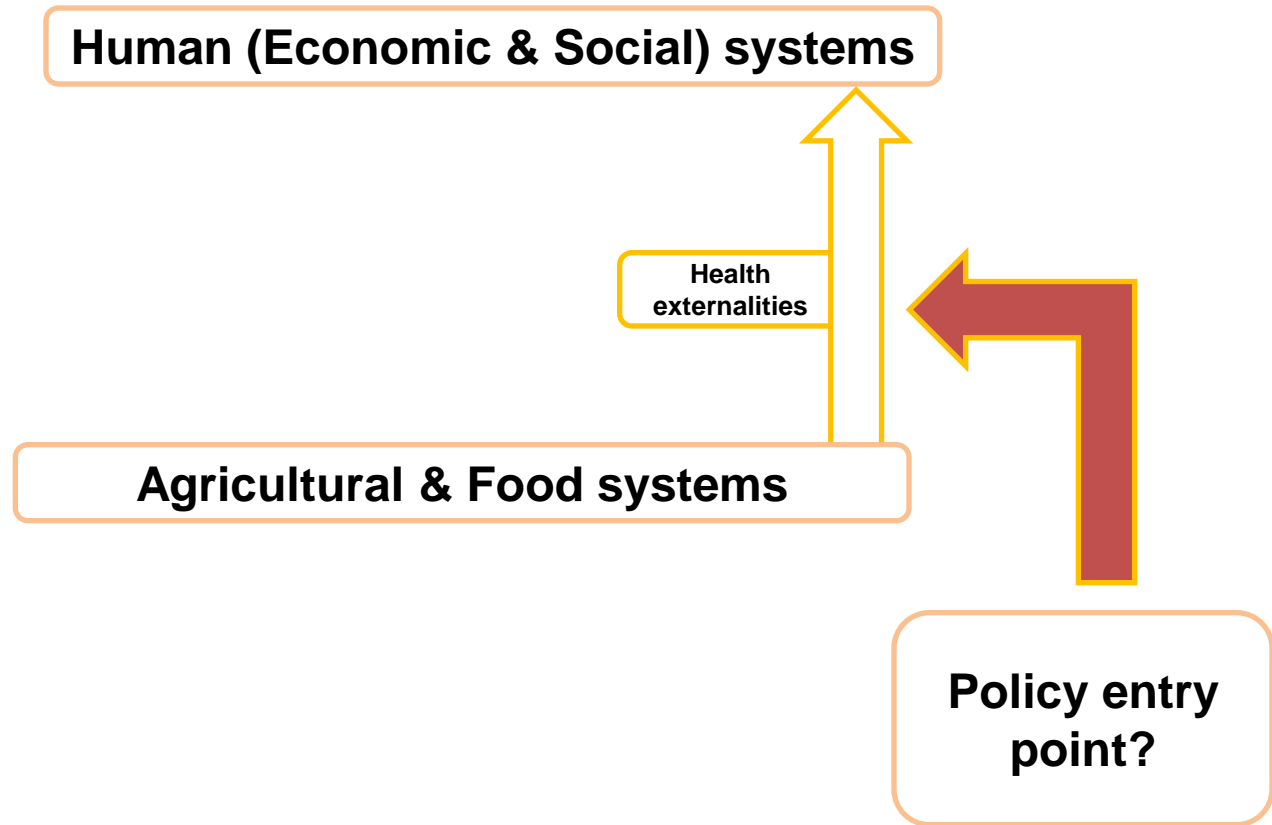 Human (Economic & Social) systems
Health
externalities
Agricultural & Food systems
Policy entry
point?